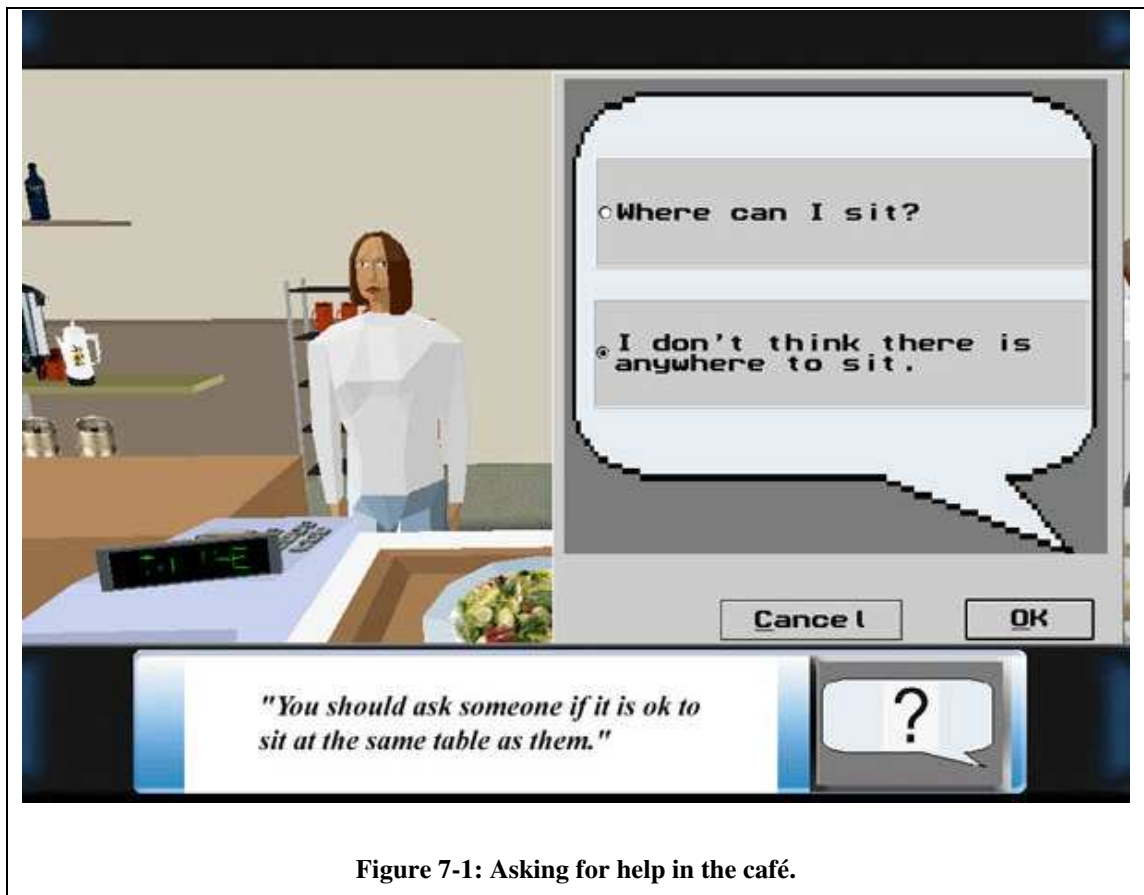 Where can I sit?
I don't think there is
anywhere to sit.
Cancel
OK
"You should ask someone if it is ok to
sit at the same table as them."
?
Figure 7-1: Asking for help in the café.